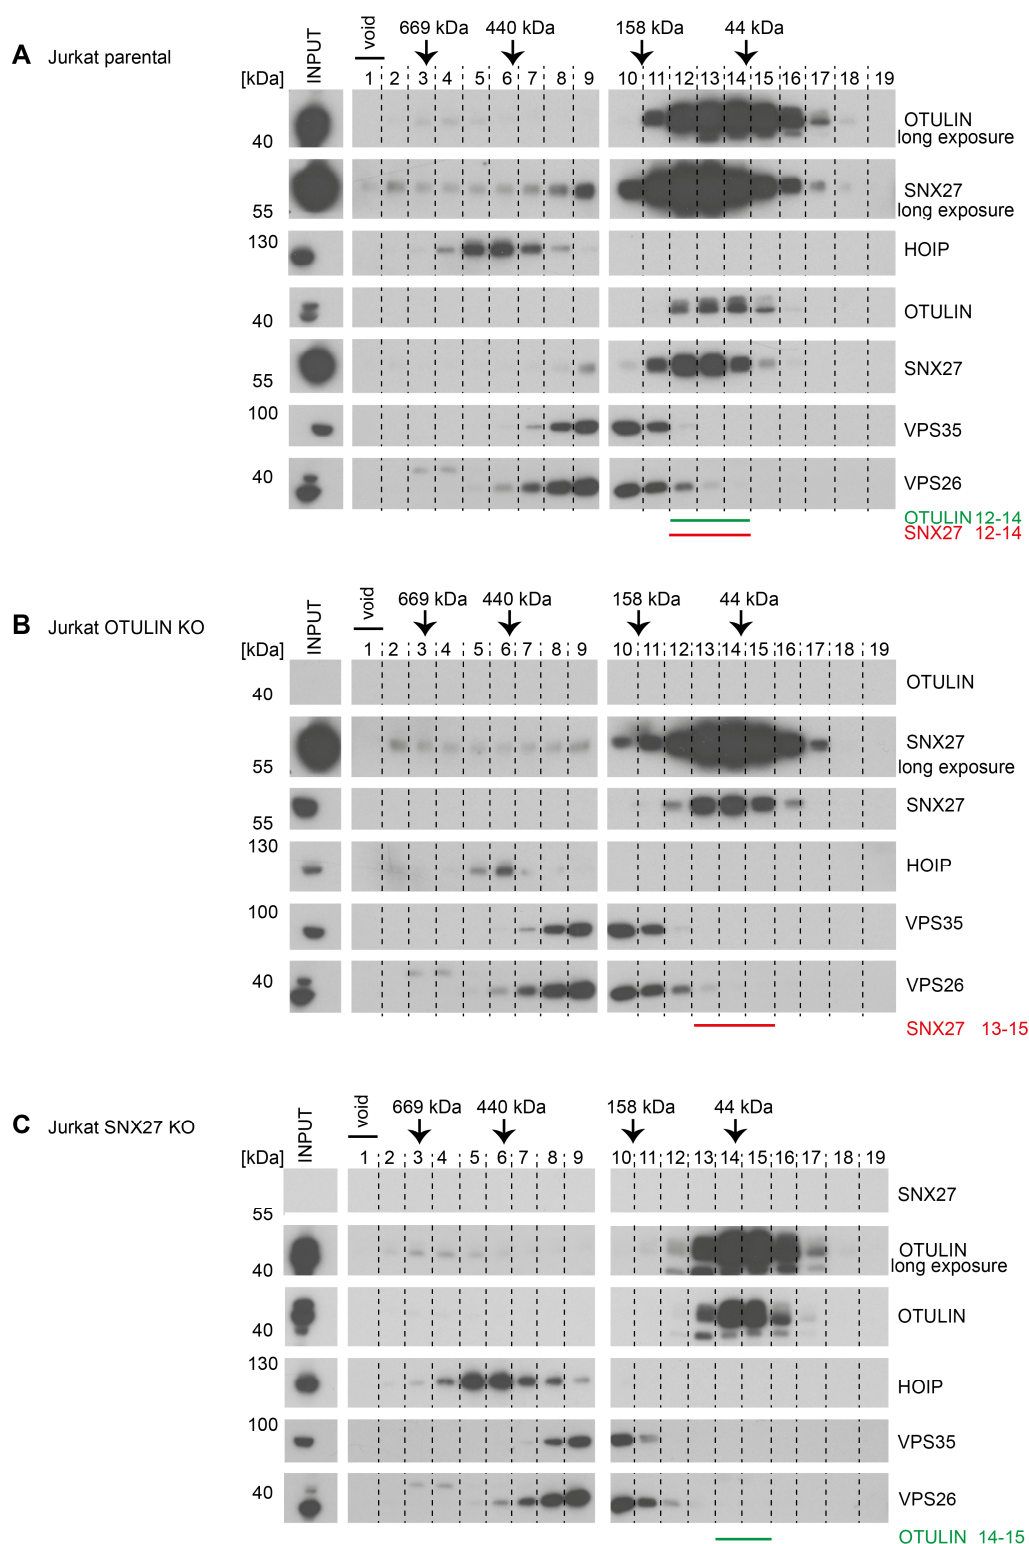 A Jurkat parental
INPUT
void
669 kDa 440 kDa 158 kDa 44 kDa
[kDa] 1 2 3 4 5 6 7 8 9 10 11 12 13 14 15 16 17 18 19
40 OTULIN
long exposure
55 SNX27
long exposure
130 HOIP
40 OTULIN
55 SNX27
100 VPS35
40 VPS26
OTULIN 12-14
SNX27 12-14
B Jurkat OTULIN KO
INPUT
void
669 kDa 440 kDa 158 kDa 44 kDa
[kDa] 1 2 3 4 5 6 7 8 9 10 11 12 13 14 15 16 17 18 19
40 OTULIN
55 SNX27
long exposure
55 SNX27
130 HOIP
100 VPS35
40 VPS26
SNX27 13-15
C Jurkat SNX27 KO
INPUT
void
669 kDa 440 kDa 158 kDa 44 kDa
[kDa] 1 2 3 4 5 6 7 8 9 10 11 12 13 14 15 16 17 18 19
55 SNX27
40 OTULIN
long exposure
40 OTULIN
130 HOIP
100 VPS35
40 VPS26
OTULIN 14-15